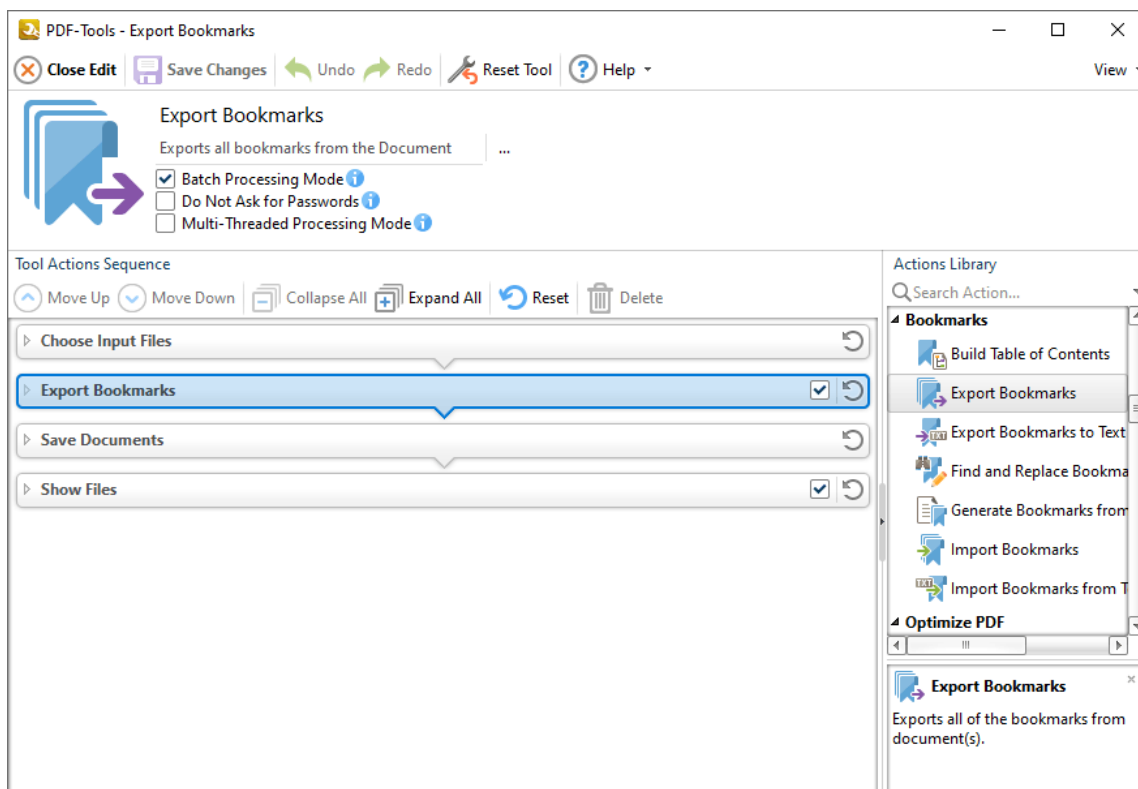 PDF-Tools - Export Bookmarks
Close Edit Save Changes Undo Redo Reset Tool Help View
Export Bookmarks
Exports all bookmarks from the Document ...
Batch Processing Mode
Do Not Ask for Passwords
Multi-Threaded Processing Mode
Tool Actions Sequence
Move Up Move Down Collapse All Expand All Reset Delete
Choose Input Files
Export Bookmarks
Save Documents
Show Files
Actions Library
Search Action...
Bookmarks
Build Table of Contents
Export Bookmarks
TXT Export Bookmarks to Text
Find and Replace Bookma
Generate Bookmarks from
Import Bookmarks
TXT Import Bookmarks from T
Optimize PDF
Export Bookmarks
Exports all of the bookmarks from
document(s).